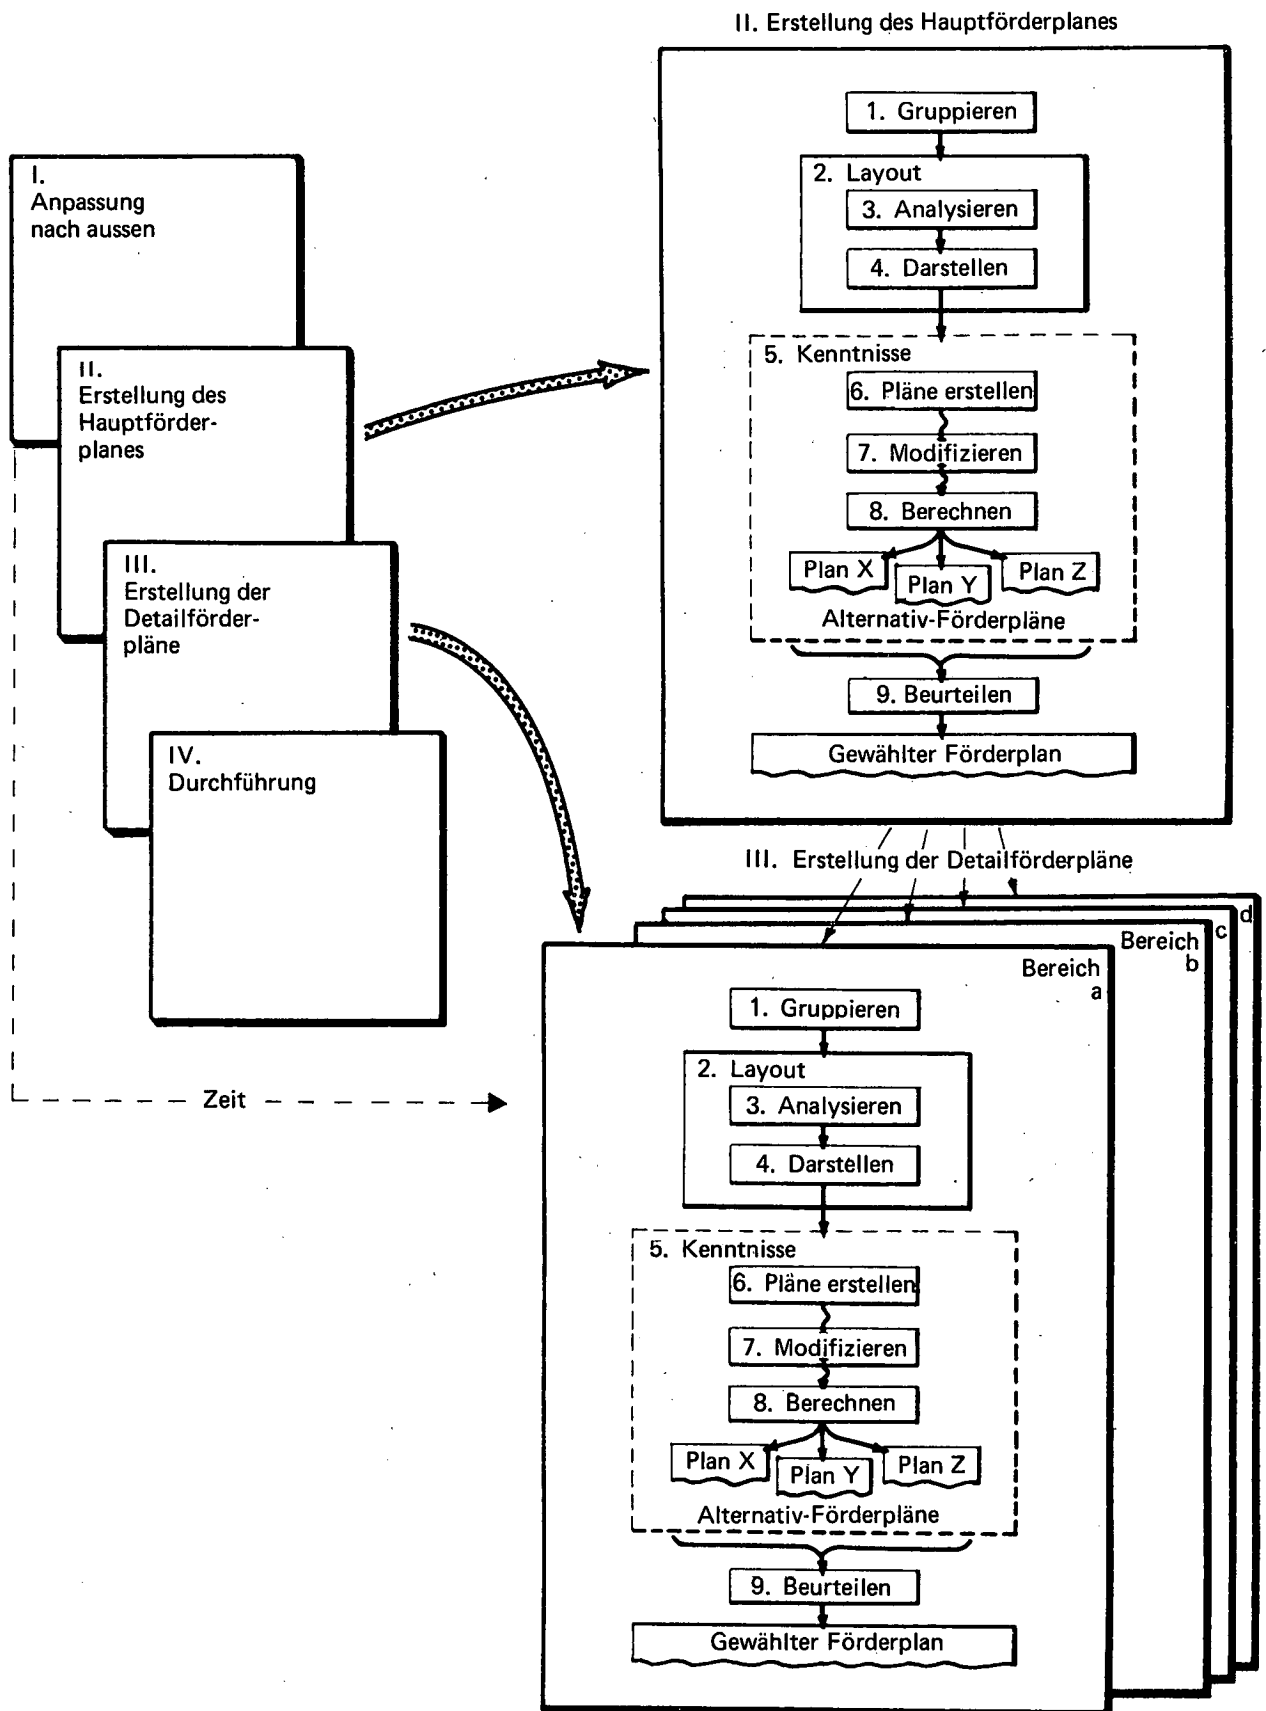 II. Erstellung des Hauptförderplanes
1. Gruppieren
2. Layout
3. Analysieren
4. Darstellen
5. Kenntnisse
6. Pläne erstellen
7. Modifizieren
8. Berechnen
Plan X
Plan Y
Plan Z
Alternativ-Förderpläne
9. Beurteilen
Gewählter Förderplan
I.
Anpassung
nach aussen
II.
Erstellung des
Hauptförder-
planes
III.
Erstellung der
Detailförder-
pläne
IV.
Durchführung
Zeit
III. Erstellung der Detailförderpläne
d
c
Bereich
b
Bereich
a
1. Gruppieren
2. Layout
3. Analysieren
4. Darstellen
5. Kenntnisse
6. Pläne erstellen
7. Modifizieren
8. Berechnen
Plan X
Plan Y
Plan Z
Alternativ-Förderpläne
9. Beurteilen
Gewählter Förderplan